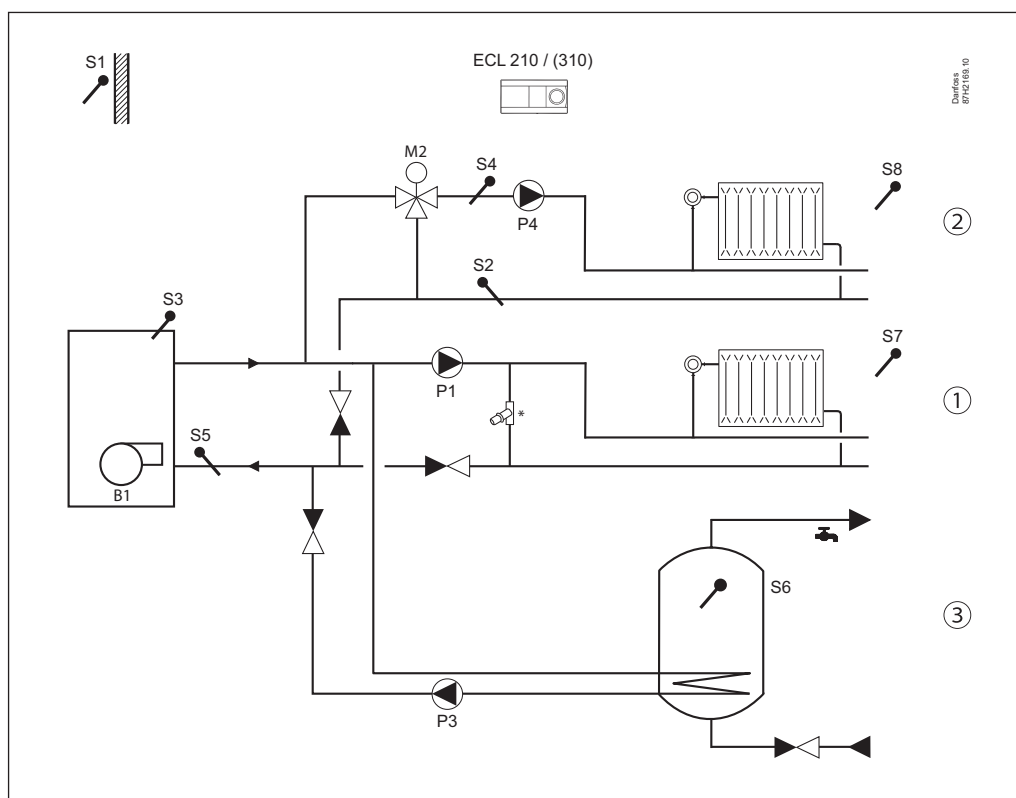 S1
ECL 210 / (310)
Danfoss
87H2169.10
M2
S4
P4
S8
2
S2
S3
P1
*
S7
1
S5
B1
S6
3
P3